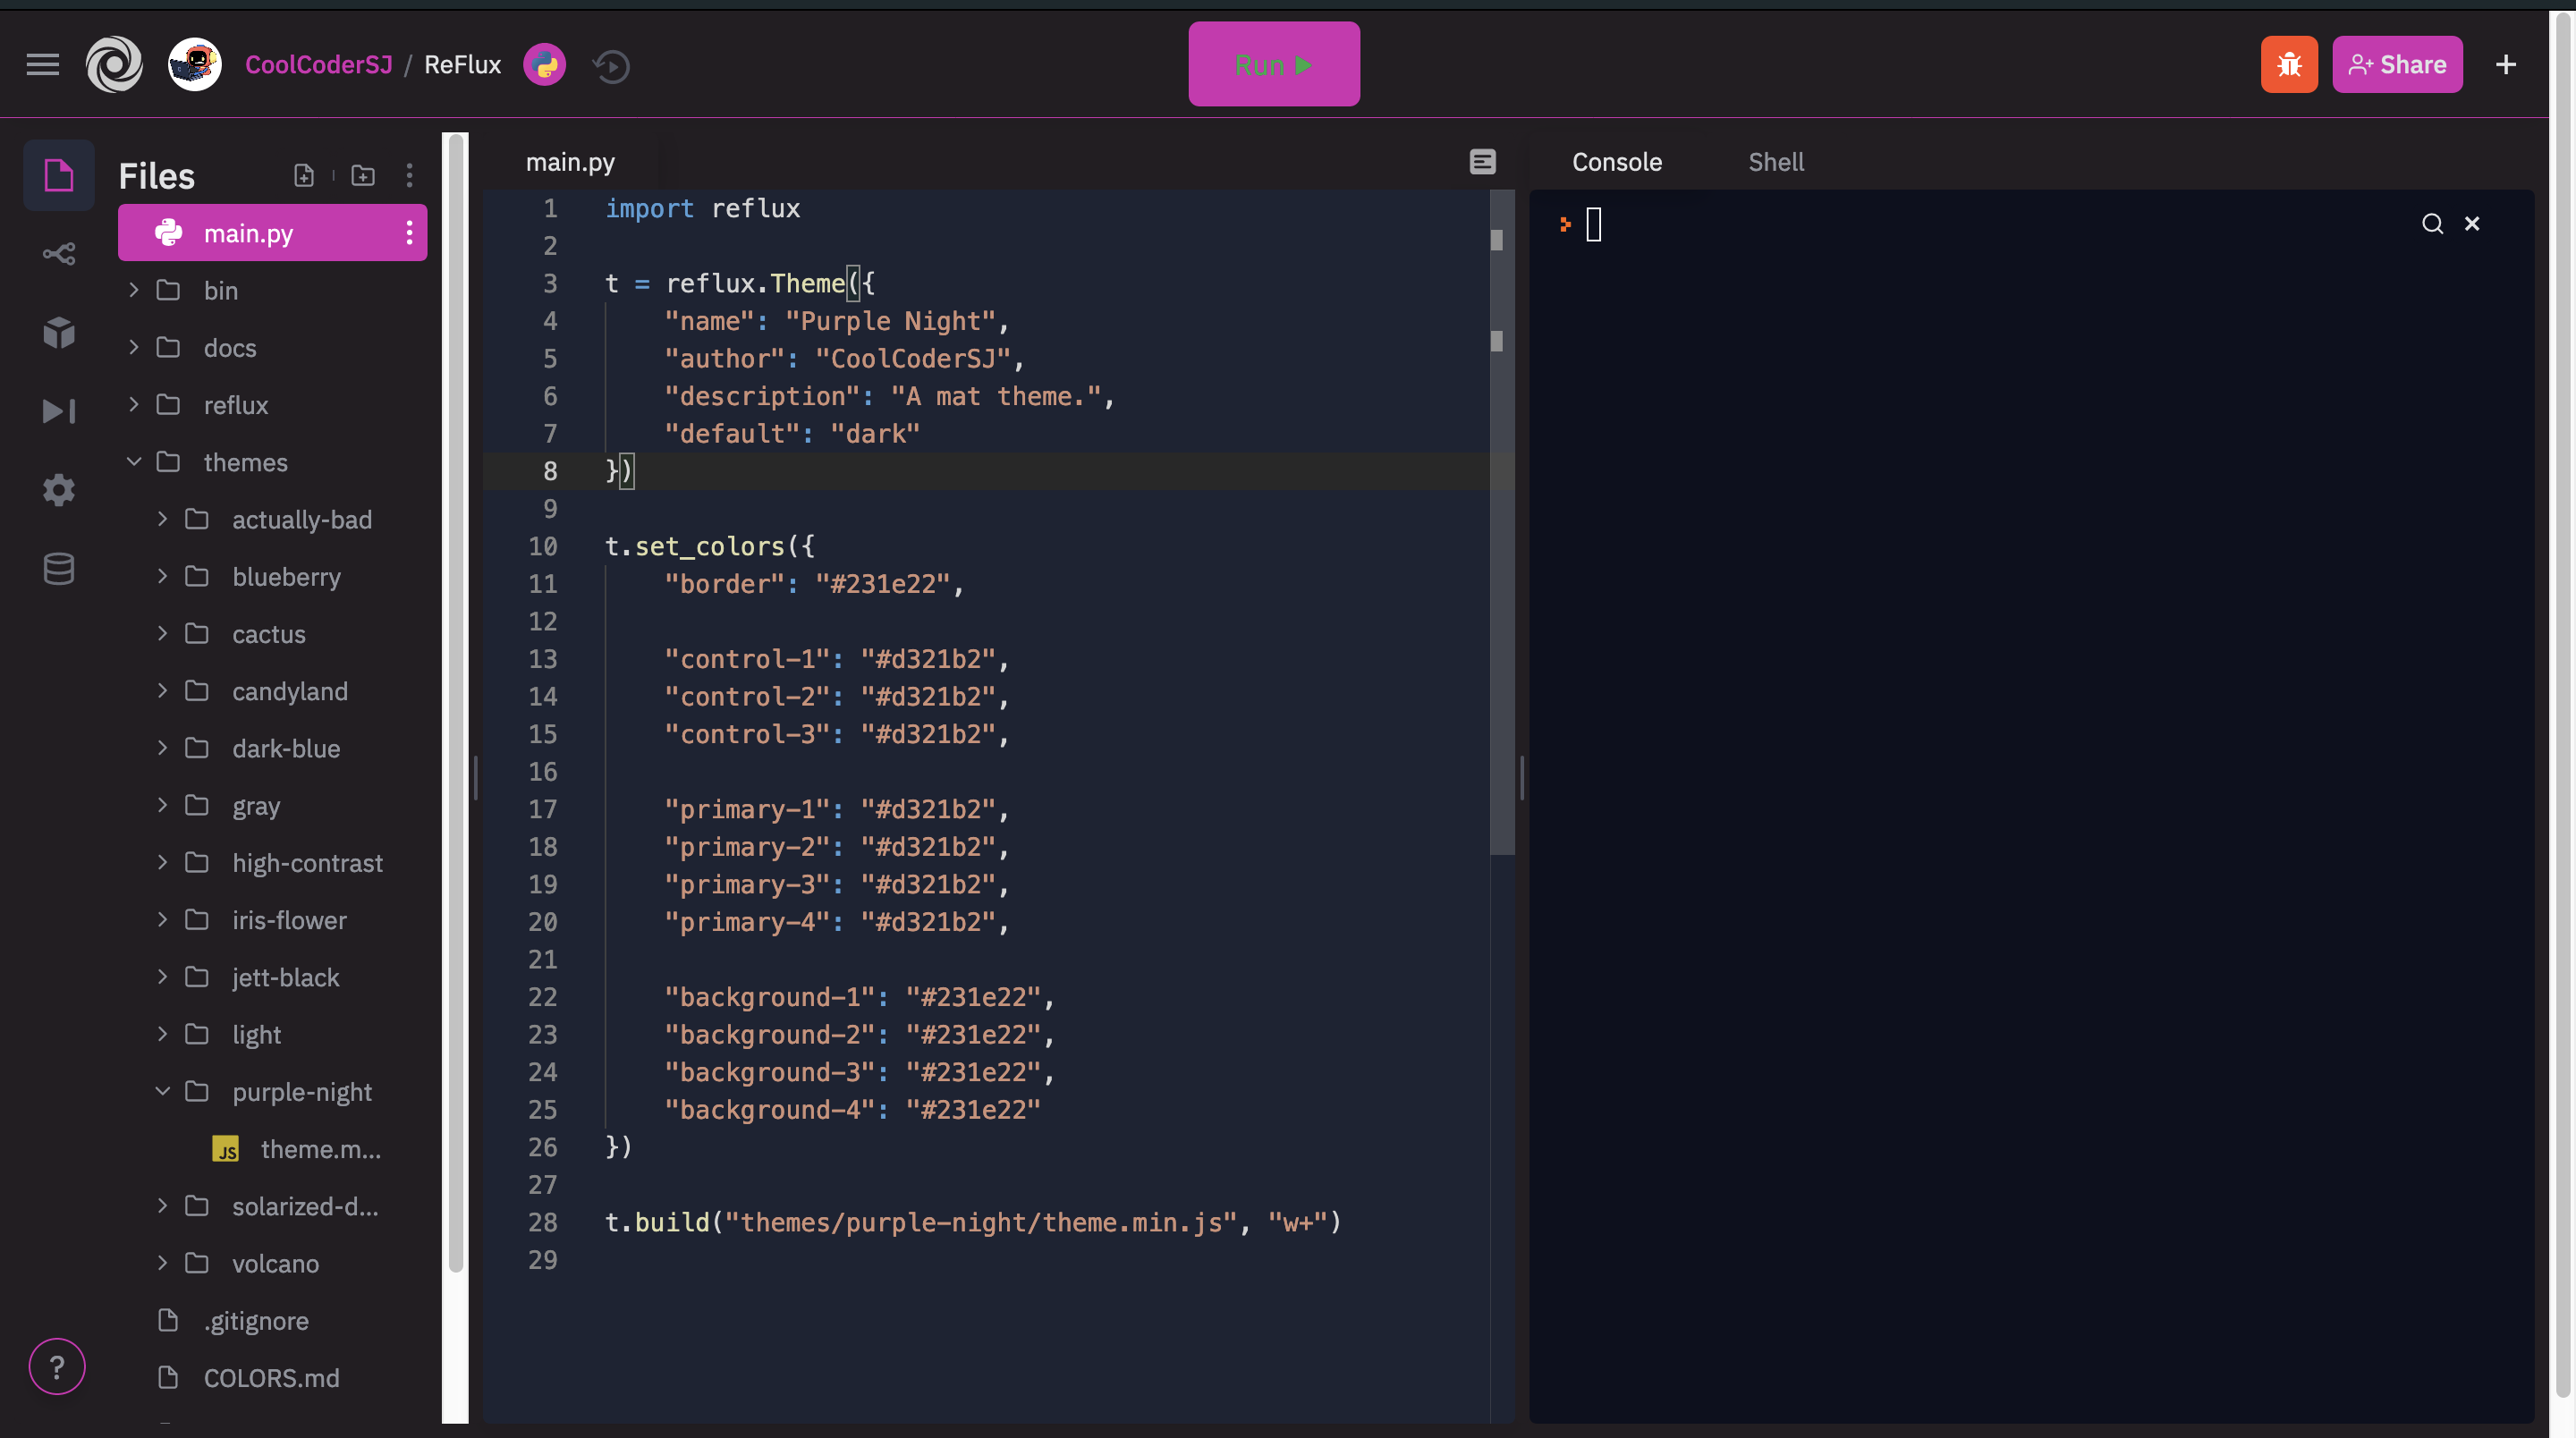 CoolCoderSJ / ReFlux
Run
Share
Files
main.py
bin
docs
reflux
themes
actually-bad
blueberry
cactus
candyland
dark-blue
gray
high-contrast
iris-flower
jett-black
light
purple-night
JS theme.m...
solarized-d...
volcano
.gitignore
COLORS.md
?
main.py
1 import reflux
2
3 t = reflux.Theme({
4 "name": "Purple Night",
5 "author": "CoolCoderSJ",
6 "description": "A mat theme.",
7 "default": "dark"
8 })
9
10 t.set_colors({
11 "border": "#231e22",
12
13 "control-1": "#d321b2",
14 "control-2": "#d321b2",
15 "control-3": "#d321b2",
16
17 "primary-1": "#d321b2",
18 "primary-2": "#d321b2",
19 "primary-3": "#d321b2",
20 "primary-4": "#d321b2",
21
22 "background-1": "#231e22",
23 "background-2": "#231e22",
24 "background-3": "#231e22",
25 "background-4": "#231e22"
26 })
27
28 t.build("themes/purple-night/theme.min.js", "w+")
29
Console Shell